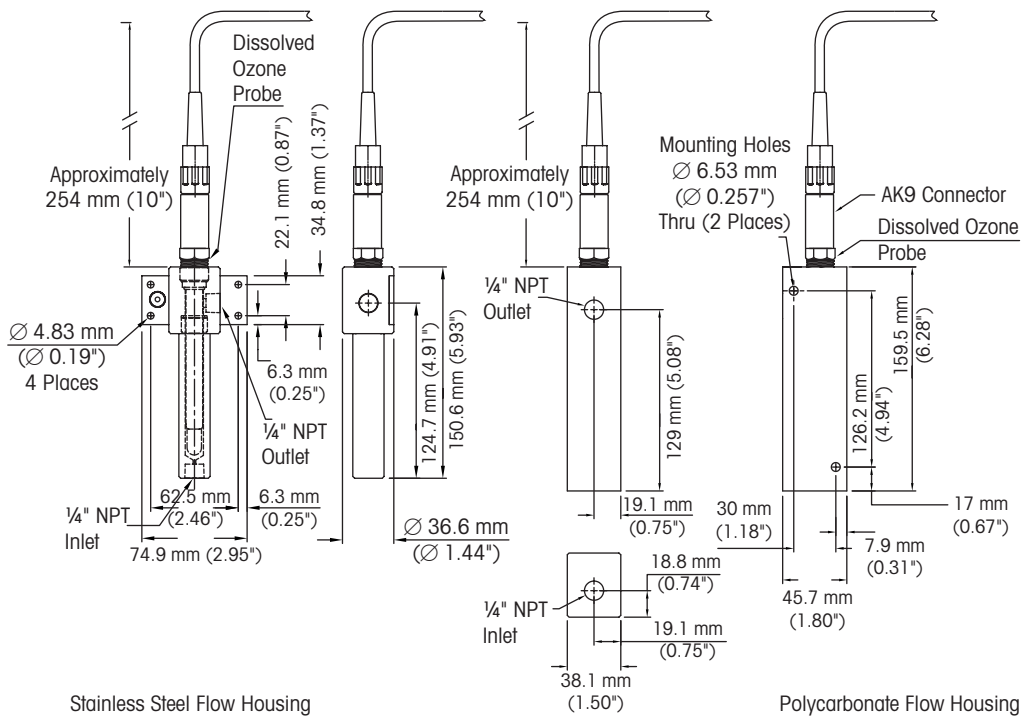 Dissolved
Ozone
Probe
Approximately
254 mm (10")
22.1 mm (0.87")
34.8 mm (1.37")
∅ 4.83 mm
(∅ 0.19")
4 Places
6.3 mm
(0.25")
¼" NPT
Outlet
62.5 mm
(2.46")
6.3 mm
(0.25")
¼" NPT
Inlet
74.9 mm (2.95")
124.7 mm (4.91")
150.6 mm (5.93")
∅ 36.6 mm
(∅ 1.44")
Stainless Steel Flow Housing
Approximately
254 mm (10")
¼" NPT
Outlet
129 mm (5.08")
19.1 mm
(0.75")
¼" NPT
Inlet
18.8 mm
(0.74")
19.1 mm
(0.75")
38.1 mm
(1.50")
Mounting Holes
∅ 6.53 mm
(∅ 0.257")
Thru (2 Places)
AK9 Connector
Dissolved Ozone
Probe
159.5 mm
(6.28")
126.2 mm
(4.94")
30 mm
(1.18")
17 mm
(0.67")
7.9 mm
(0.31")
45.7 mm
(1.80")
Polycarbonate Flow Housing